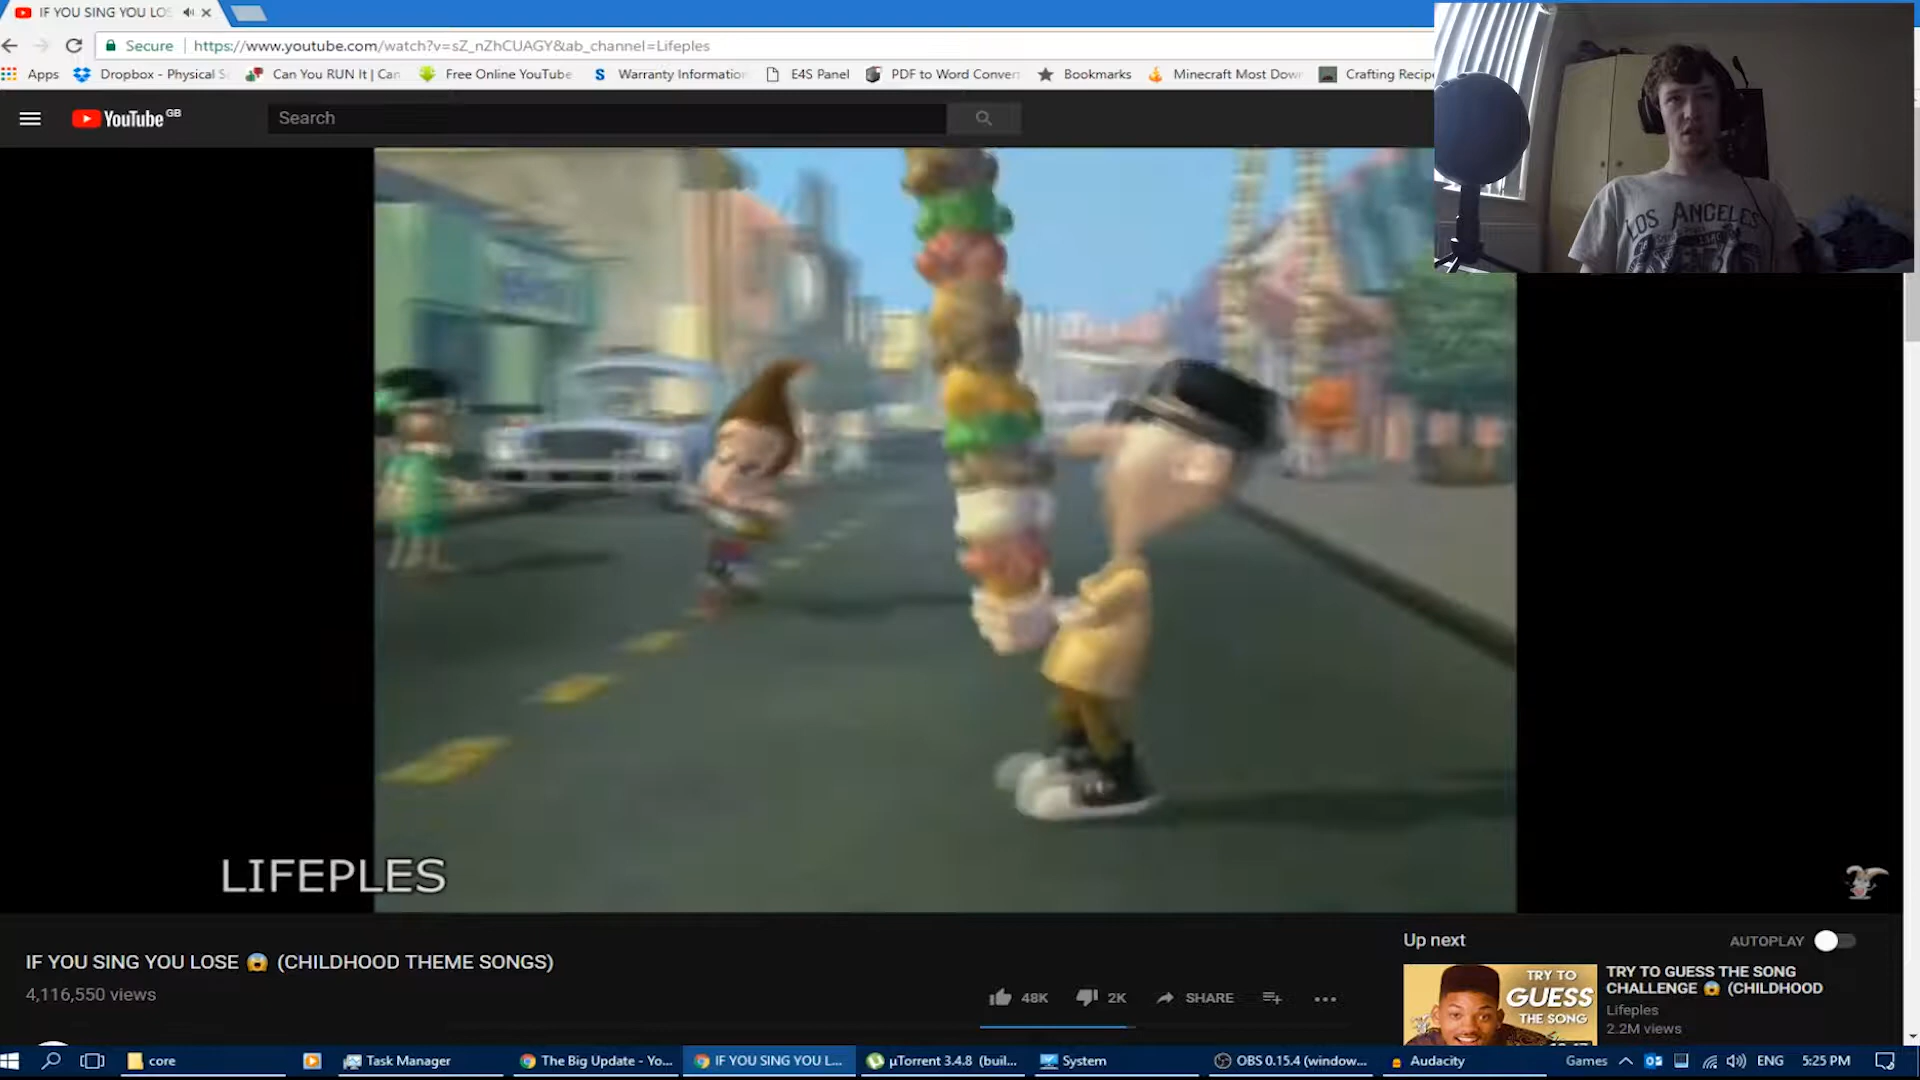 IF YOU SING YOU LOS
Secure https://www.youtube.com/watch?v=sZ_nZhCUAGY&ab_channel=Lifeples
Apps Dropbox - Physical S Can You RUN It | Can Free Online YouTube S Warranty Information E4S Panel PDF to Word Convert Bookmarks Minecraft Most Dow Crafting Recipe
YouTube GB Search
LOS ANGELES
LIFEPLES
IF YOU SING YOU LOSE 😱 (CHILDHOOD THEME SONGS)
4,116,550 views
48K 2K SHARE
Up next AUTOPLAY
TRY TO
GUESS
THE SONG
TRY TO GUESS THE SONG
CHALLENGE 😱 (CHILDHOOD
Lifeples
2.2M views
core Task Manager The Big Update - Yo... IF YOU SING YOU L... µTorrent 3.4.8 (buil... System OBS 0.15.4 (window... Audacity Games ENG 5:25 PM